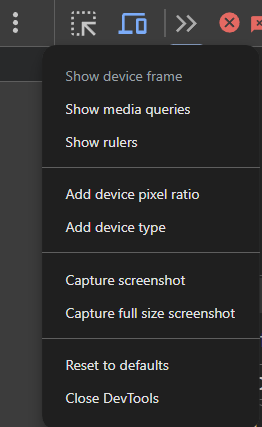 Show device frame
Show media queries
Show rulers
Add device pixel ratio
Add device type
Capture screenshot
Capture full size screenshot
Reset to defaults
Close DevTools